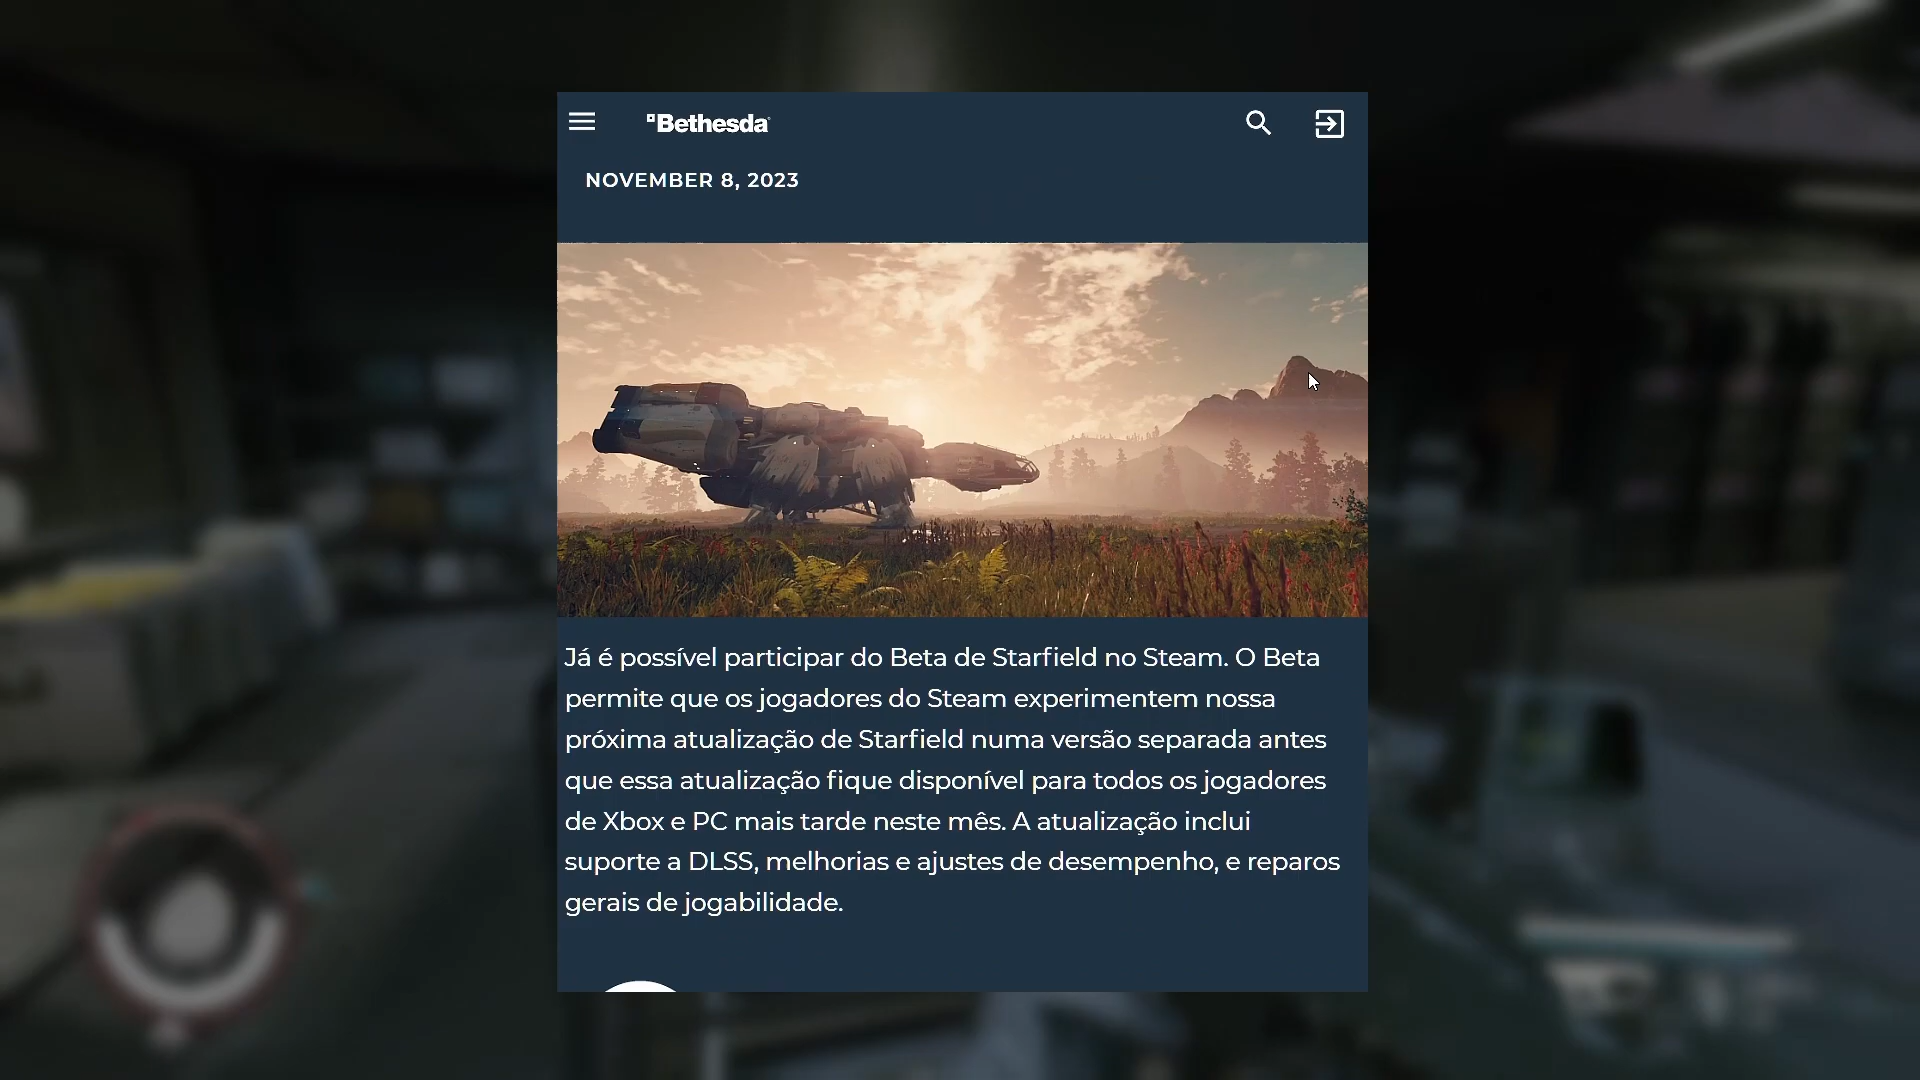 Bethesda
NOVEMBER 8, 2023
Já é possível participar do Beta de Starfield no Steam. O Beta
permite que os jogadores do Steam experimentem nossa
próxima atualização de Starfield numa versão separada antes
que essa atualização fique disponível para todos os jogadores
de Xbox e PC mais tarde neste mês. A atualização inclui
suporte a DLSS, melhorias e ajustes de desempenho, e reparos
gerais de jogabilidade.